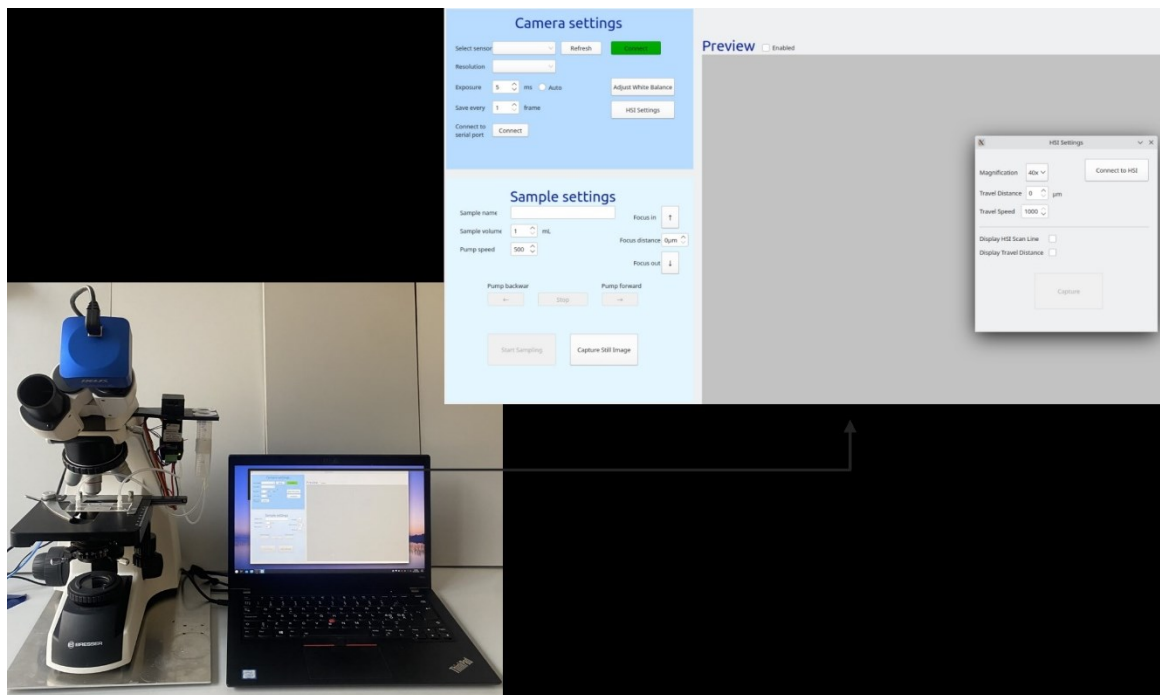 Camera settings
Select sensor
Refresh
Connect
Resolution
Exposure 5 ms Auto
Adjust White Balance
Save every 1 frame
HSI Settings
Connect to
serial port
Connect
Sample settings
Sample name
Focus in ↑
Sample volume 1 mL
Focus distance 0µm
Pump speed 500
Focus out ↓
Pump backwar
Pump forward
← Stop →
Start Sampling
Capture Still Image
Preview Enabled
HSI Settings
Magnification 40x
Connect to HSI
Travel Distance 0 µm
Travel Speed 1000
Display HSI Scan Line
Display Travel Distance
Capture
BRESSER
ThinkPad